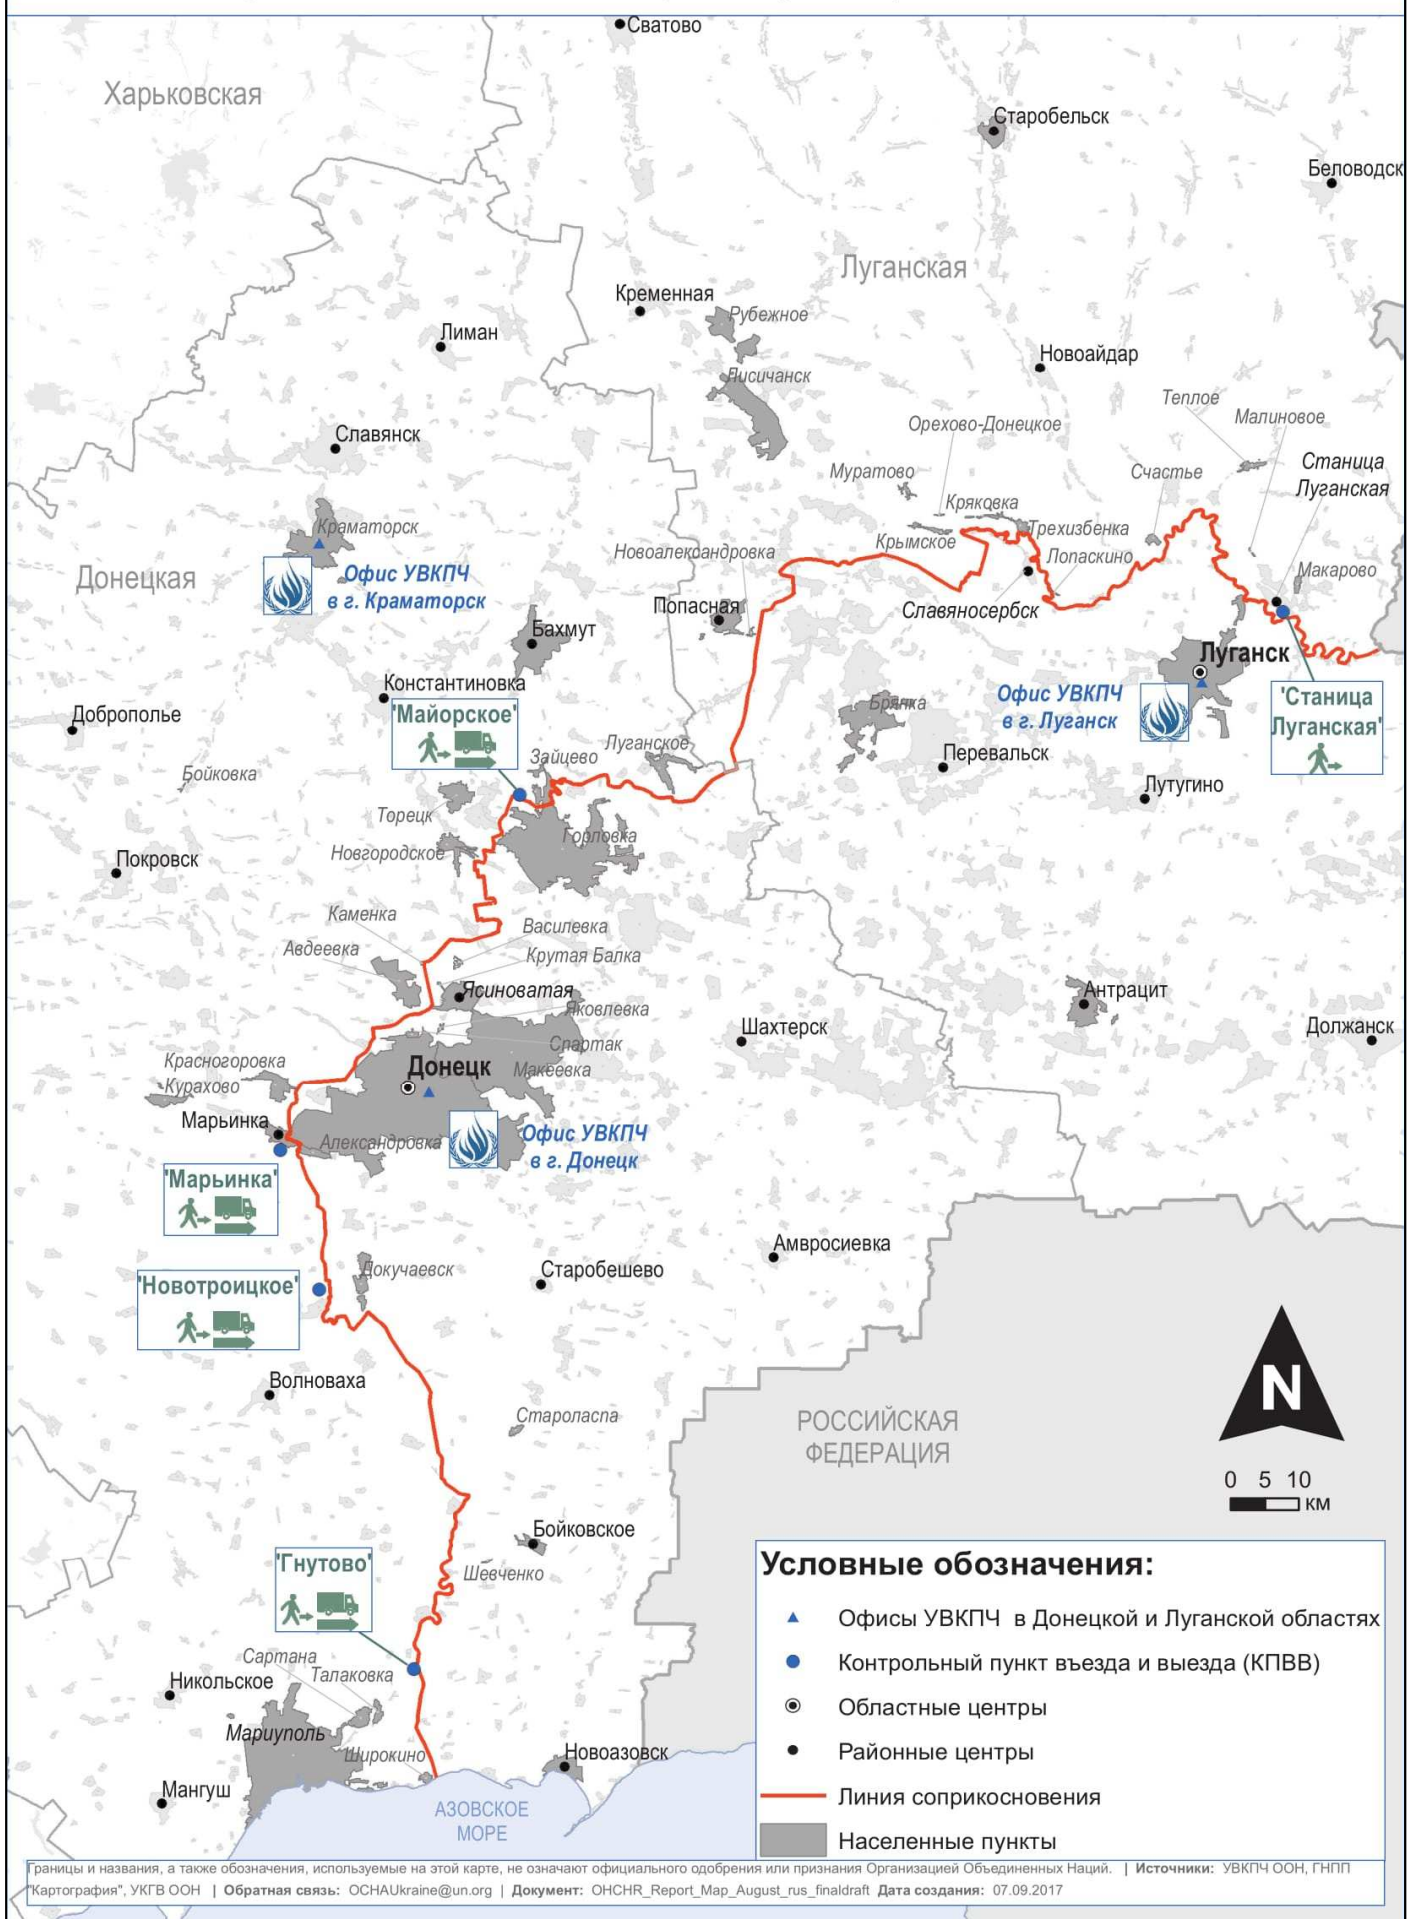 Сватово
Харьковская
Старобельск
Беловодск
Луганская
Кременная
Рубежное
Лиман
Новоайдар
Лисичанск
Теплое
Малиновое
Орехово-Донецкое
Славянск
Станица
Луганская
Муратово
Счастье
Кряковка
Краматорск
Трехизбенка
Крымское
Новоалександровка
Лопаскино
Донецкая
Офис УВКПЧ
в г. Краматорск
Макарово
Попасная
Славяносербск
Бахмут
Луганск
Константиновка
Офис УВКПЧ
в г. Луганск
'Станица
Луганская'
Брянка
'Майорское'
Доброполье
Луганское
Зайцево
Перевальск
Бойковка
Лутугино
Торецк
Горловка
Новгородское
Покровск
Каменка
Василевка
Авдеевка
Крутая Балка
Ясиноватая
Антрацит
Яковлевка
Шахтерск
Должанск
Спартак
Красногоровка
Донецк
Макеевка
Курахово
Марьинка
Александровка
Офис УВКПЧ
в г. Донецк
'Марьинка'
Амвросиевка
Докучаевск
Старобешево
'Новотроицкое'
Волноваха
Староласпа
РОССИЙСКАЯ
ФЕДЕРАЦИЯ
N
0 5 10
КМ
Бойковское
'Гнутово'
Шевченко
Сартана
Талаковка
Никольское
Мариуполь
Широкино
Новоазовск
Мангуш
АЗОВСКОЕ
МОРЕ
Условные обозначения:
Офисы УВКПЧ в Донецкой и Луганской областях
Контрольный пункт въезда и выезда (КПВВ)
Областные центры
Районные центры
Линия соприкосновения
Населенные пункты
Границы и названия, а также обозначения, используемые на этой карте, не означают официального одобрения или признания Организацией Объединенных Наций. | Источники: УВКПЧ ООН, ГНПП
"Картография", УКГВ ООН | Обратная связь: OCHAUkraine@un.org | Документ: OHCHR_Report_Map_August_rus_finaldraft Дата создания: 07.09.2017